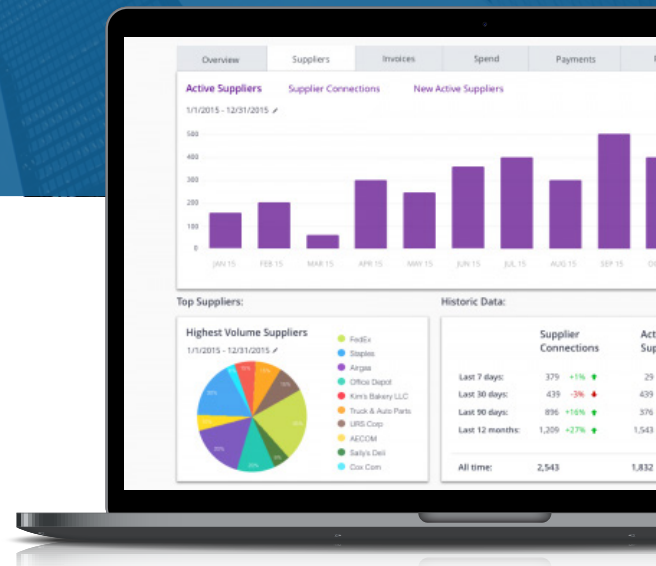 Overview Suppliers Invoices Spend Payments
Active Suppliers Supplier Connections New Active Suppliers
1/1/2015 - 12/31/2015
500
400
300
200
100
0
JAN 15 FEB 15 MAR 15 APR 15 MAY 15 JUN 15 JUL 15 AUG 15 SEP 15
Top Suppliers:
Highest Volume Suppliers
1/1/2015 - 12/31/2015
FedEx
Staples
Airgas
Office Depot
Kim's Bakery LLC
Truck & Auto Parts
URS Corp
AECOM
Sally's Deli
Cox Com
Historic Data:
Supplier
Connections
Last 7 days: 379 +1% 29
Last 30 days: 439 -3% 439
Last 90 days: 896 +16% 376
Last 12 months: 1,209 +27% 1,543
All time: 2,543 1,832